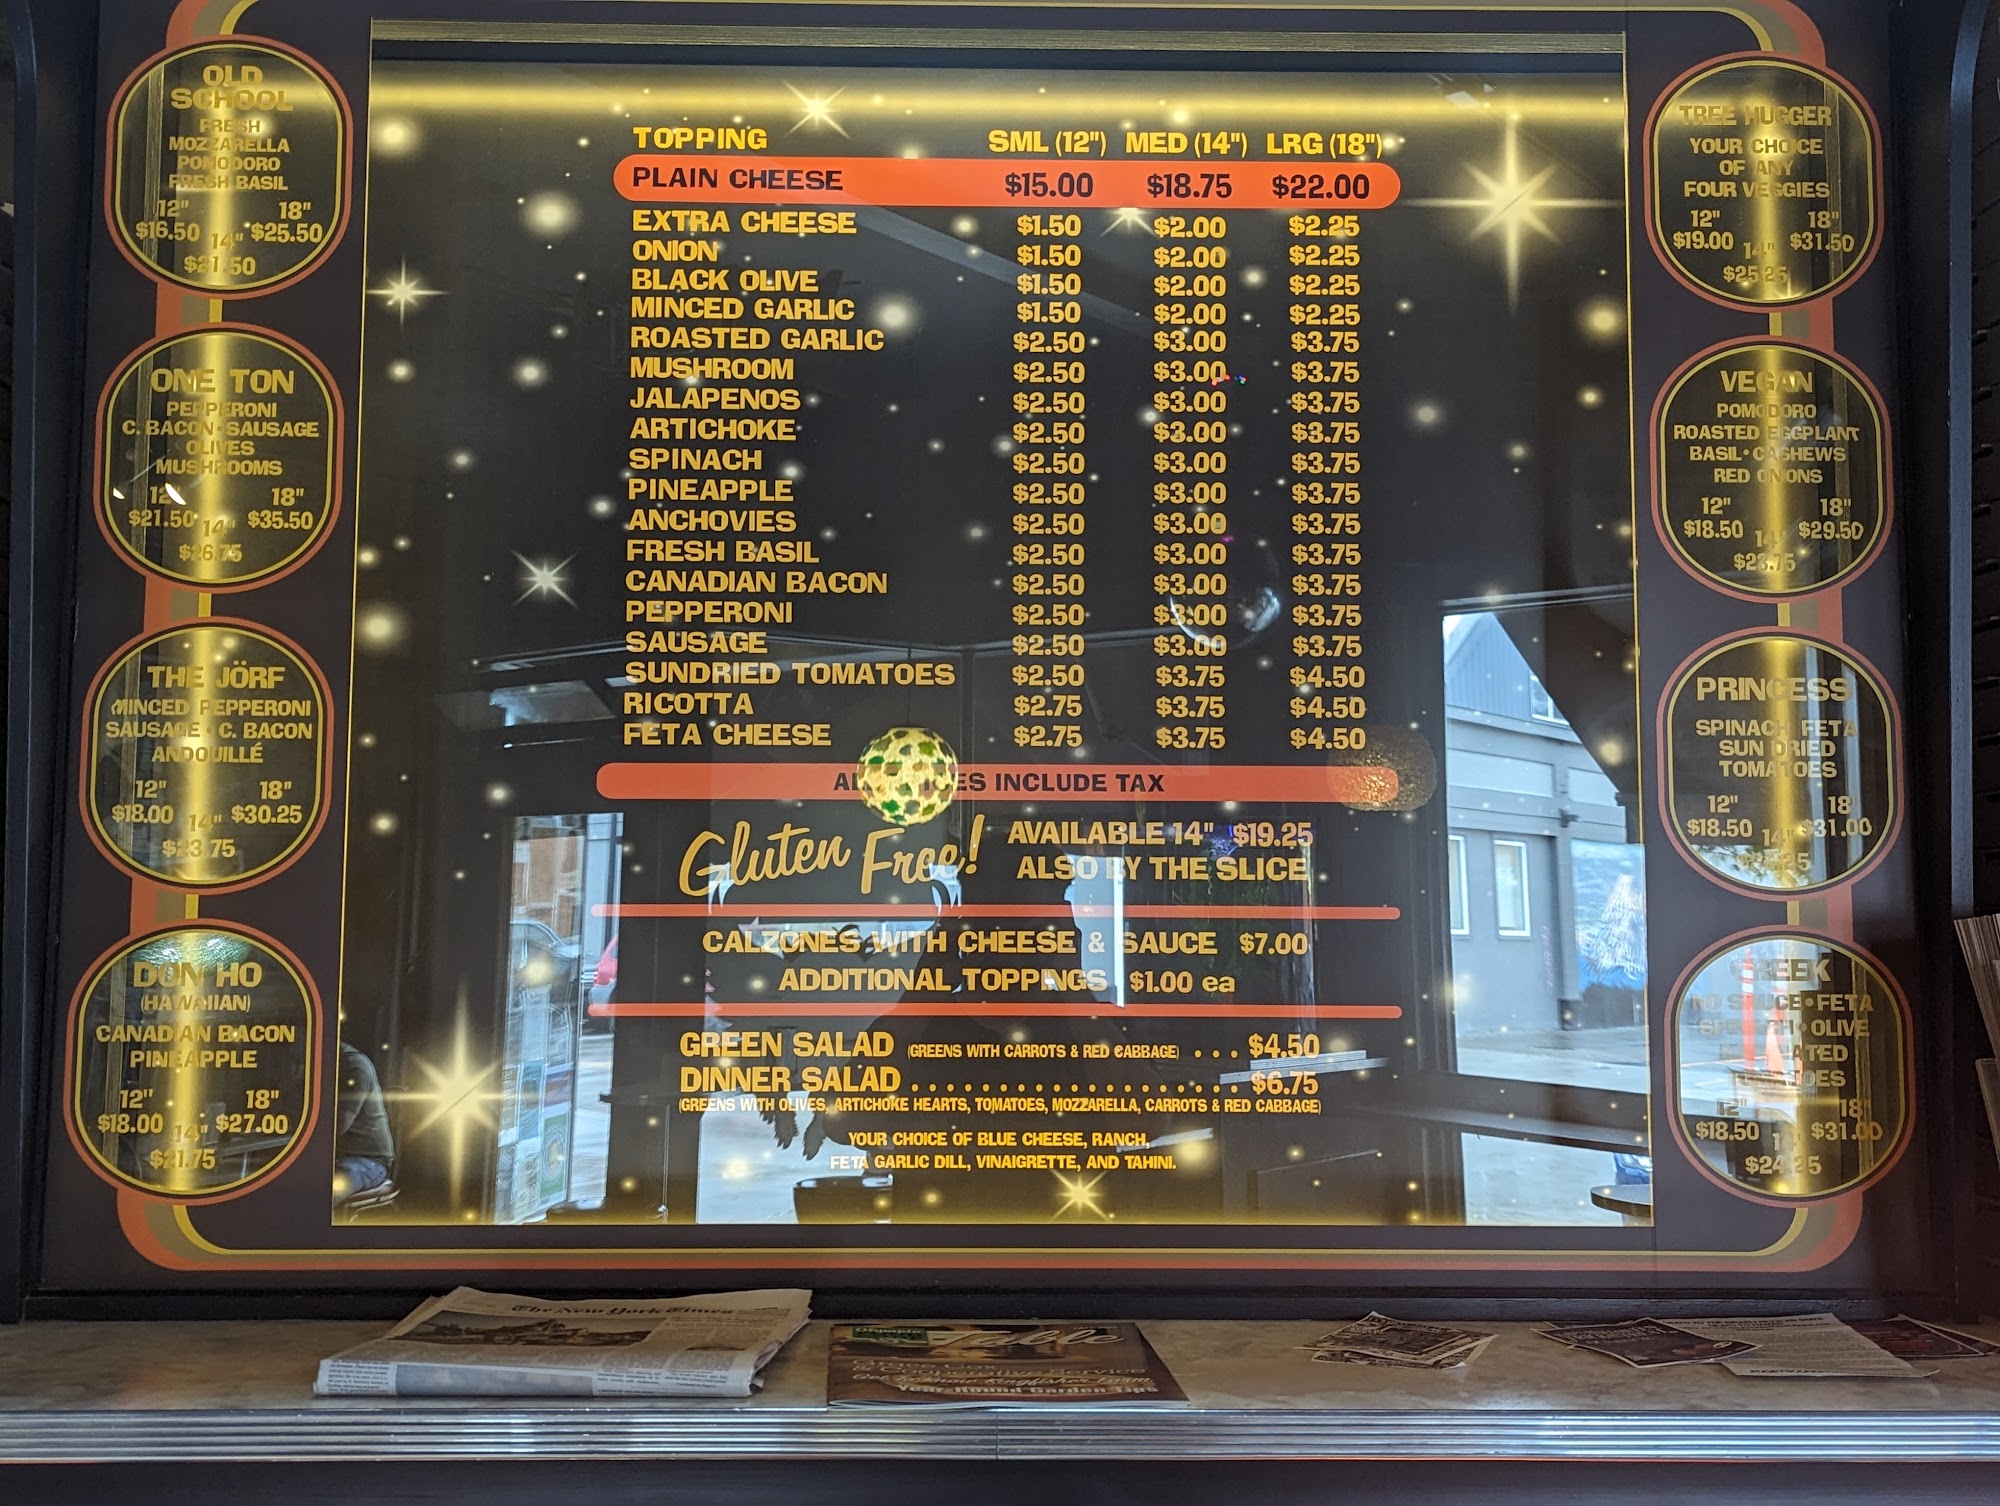 OLD
SCHOOL
FRESH
MOZZARELLA
POMODORO
FRESH BASIL
12" 18"
$16.50 14" $25.50
$21.50
ONE TON
PEPPERONI
C. BACON • SAUSAGE
OLIVES
MUSHROOMS
12" 18"
$21.50 14" $35.50
$26.75
THE JÖRF
MINCED PEPPERONI
SAUSAGE • C. BACON
ANDOUILLÉ
12" 18"
$18.00 14" $30.25
$23.75
DON HO
(HAWAIIAN)
CANADIAN BACON
PINEAPPLE
12" 18"
$18.00 14" $27.00
$21.75
TOPPING SML (12") MED (14") LRG (18")
PLAIN CHEESE $15.00 $18.75 $22.00
EXTRA CHEESE $1.50 $2.00 $2.25
ONION $1.50 $2.00 $2.25
BLACK OLIVE $1.50 $2.00 $2.25
MINCED GARLIC $1.50 $2.00 $2.25
ROASTED GARLIC $2.50 $3.00 $3.75
MUSHROOM $2.50 $3.00 $3.75
JALAPENOS $2.50 $3.00 $3.75
ARTICHOKE $2.50 $3.00 $3.75
SPINACH $2.50 $3.00 $3.75
PINEAPPLE $2.50 $3.00 $3.75
ANCHOVIES $2.50 $3.00 $3.75
FRESH BASIL $2.50 $3.00 $3.75
CANADIAN BACON $2.50 $3.00 $3.75
PEPPERONI $2.50 $3.00 $3.75
SAUSAGE $2.50 $3.00 $3.75
SUNDRIED TOMATOES $2.50 $3.75 $4.50
RICOTTA $2.75 $3.75 $4.50
FETA CHEESE $2.75 $3.75 $4.50
INCLUDE TAX
Gluten Free! AVAILABLE 14" $19.25
ALSO BY THE SLICE
CALZONES WITH CHEESE & SAUCE $7.00
ADDITIONAL TOPPINGS $1.00 ea
GREEN SALAD (GREENS WITH CARROTS & RED CABBAGE) . . . $4.50
DINNER SALAD . . . . . . . . . . . . . . . . . . . . . . $6.75
(GREENS WITH OLIVES, ARTICHOKE HEARTS, TOMATOES, MOZZARELLA, CARROTS & RED CABBAGE)
YOUR CHOICE OF BLUE CHEESE, RANCH,
FETA GARLIC DILL, VINAIGRETTE, AND TAHINI.
TREE HUGGER
YOUR CHOICE
OF ANY
FOUR VEGGIES
12" 18"
$19.00 14" $31.50
$25.25
VEGAN
POMODORO
ROASTED EGGPLANT
BASIL • CASHEWS
RED ONIONS
12" 18"
$18.50 14" $29.50
PRINCESS
SPINACH FETA
SUN DRIED
TOMATOES
12" 18"
$18.50 14" $31.00
GREEK
SAUCE • FETA
OLIVE
12" 18"
$18.50 $31.00
$24.25
The New York Times
Table
Year-Round Garden Tips